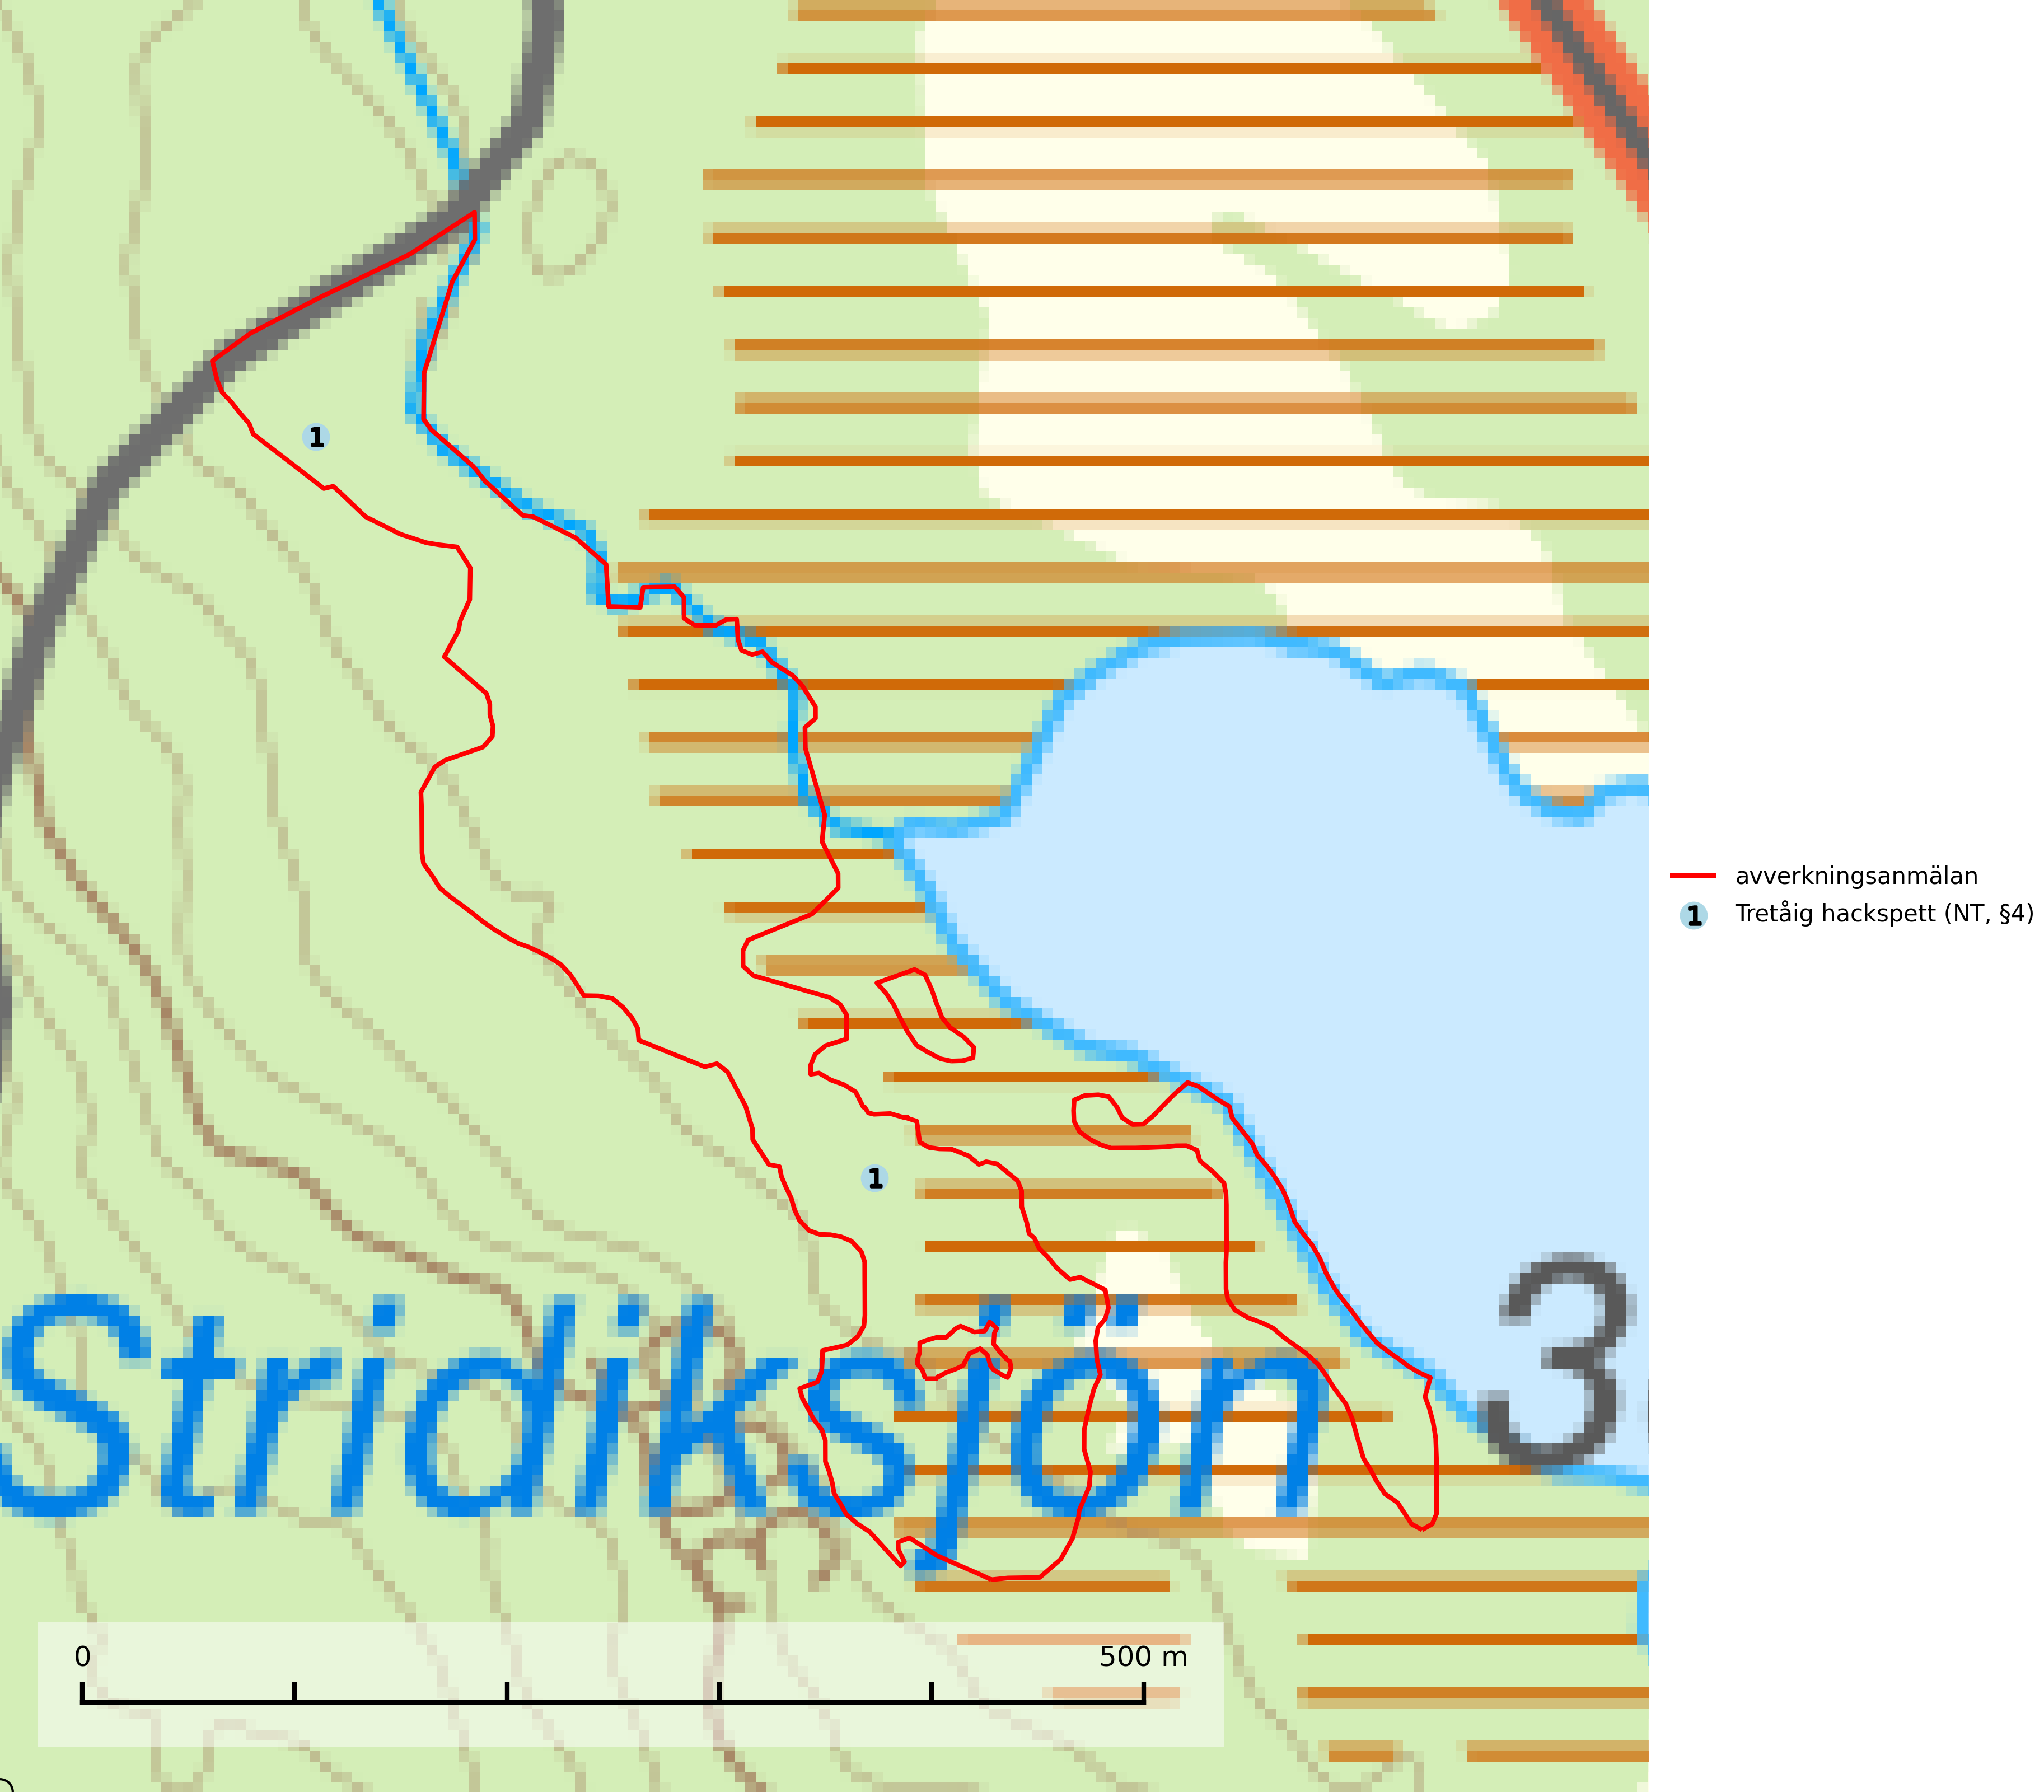 1
avverkningsanmälan
1 Tretåig hackspett (NT, §4)
1
Stridiksjön
3
0 500 m